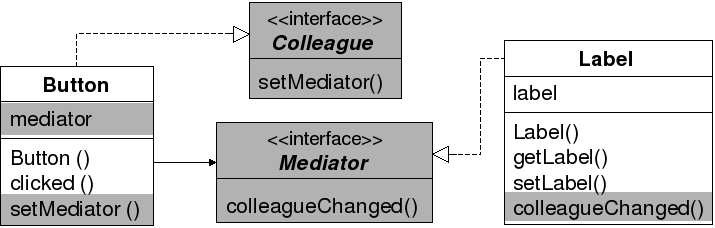 <<interface>>
Colleague
setMediator()
Button
mediator
Button ()
clicked ()
setMediator ()
<<interface>>
Mediator
colleagueChanged()
Label
label
Label()
getLabel()
setLabel()
colleagueChanged()